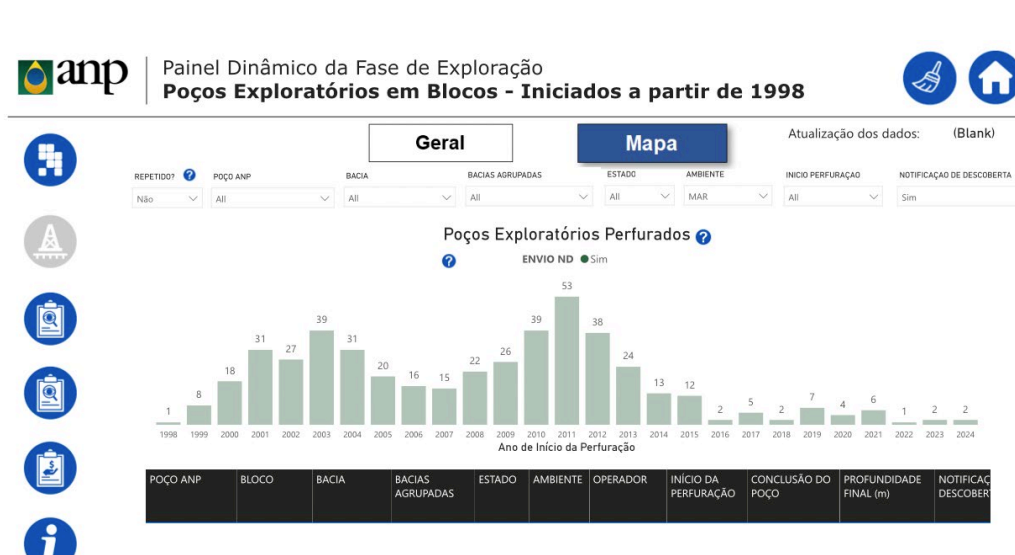 anp
Painel Dinâmico da Fase de Exploração
Poços Exploratórios em Blocos - Iniciados a partir de 1998
Geral
Mapa
Atualização dos dados: (Blank)
REPETIDO? ? POÇO ANP BACIA BACIAS AGRUPADAS ESTADO AMBIENTE INICIO PERFURAÇAO NOTIFICAÇAO DE DESCOBERTA
Não All All All All MAR All Sim
Poços Exploratórios Perfurados ?
? ENVIO ND Sim
1 8 18 31 27 39 31 20 16 15 22 26 39 53 38 24 13 12 2 5 2 7 4 6 1 2 2
1998 1999 2000 2001 2002 2003 2004 2005 2006 2007 2008 2009 2010 2011 2012 2013 2014 2015 2016 2017 2018 2019 2020 2021 2022 2023 2024
Ano de Início da Perfuração
POÇO ANP BLOCO BACIA BACIAS ESTADO AMBIENTE OPERADOR INÍCIO DA CONCLUSÃO DO PROFUNDIDADE NOTIFICAÇ
AGRUPADAS PERFURAÇÃO POÇO FINAL (m) DESCOBER